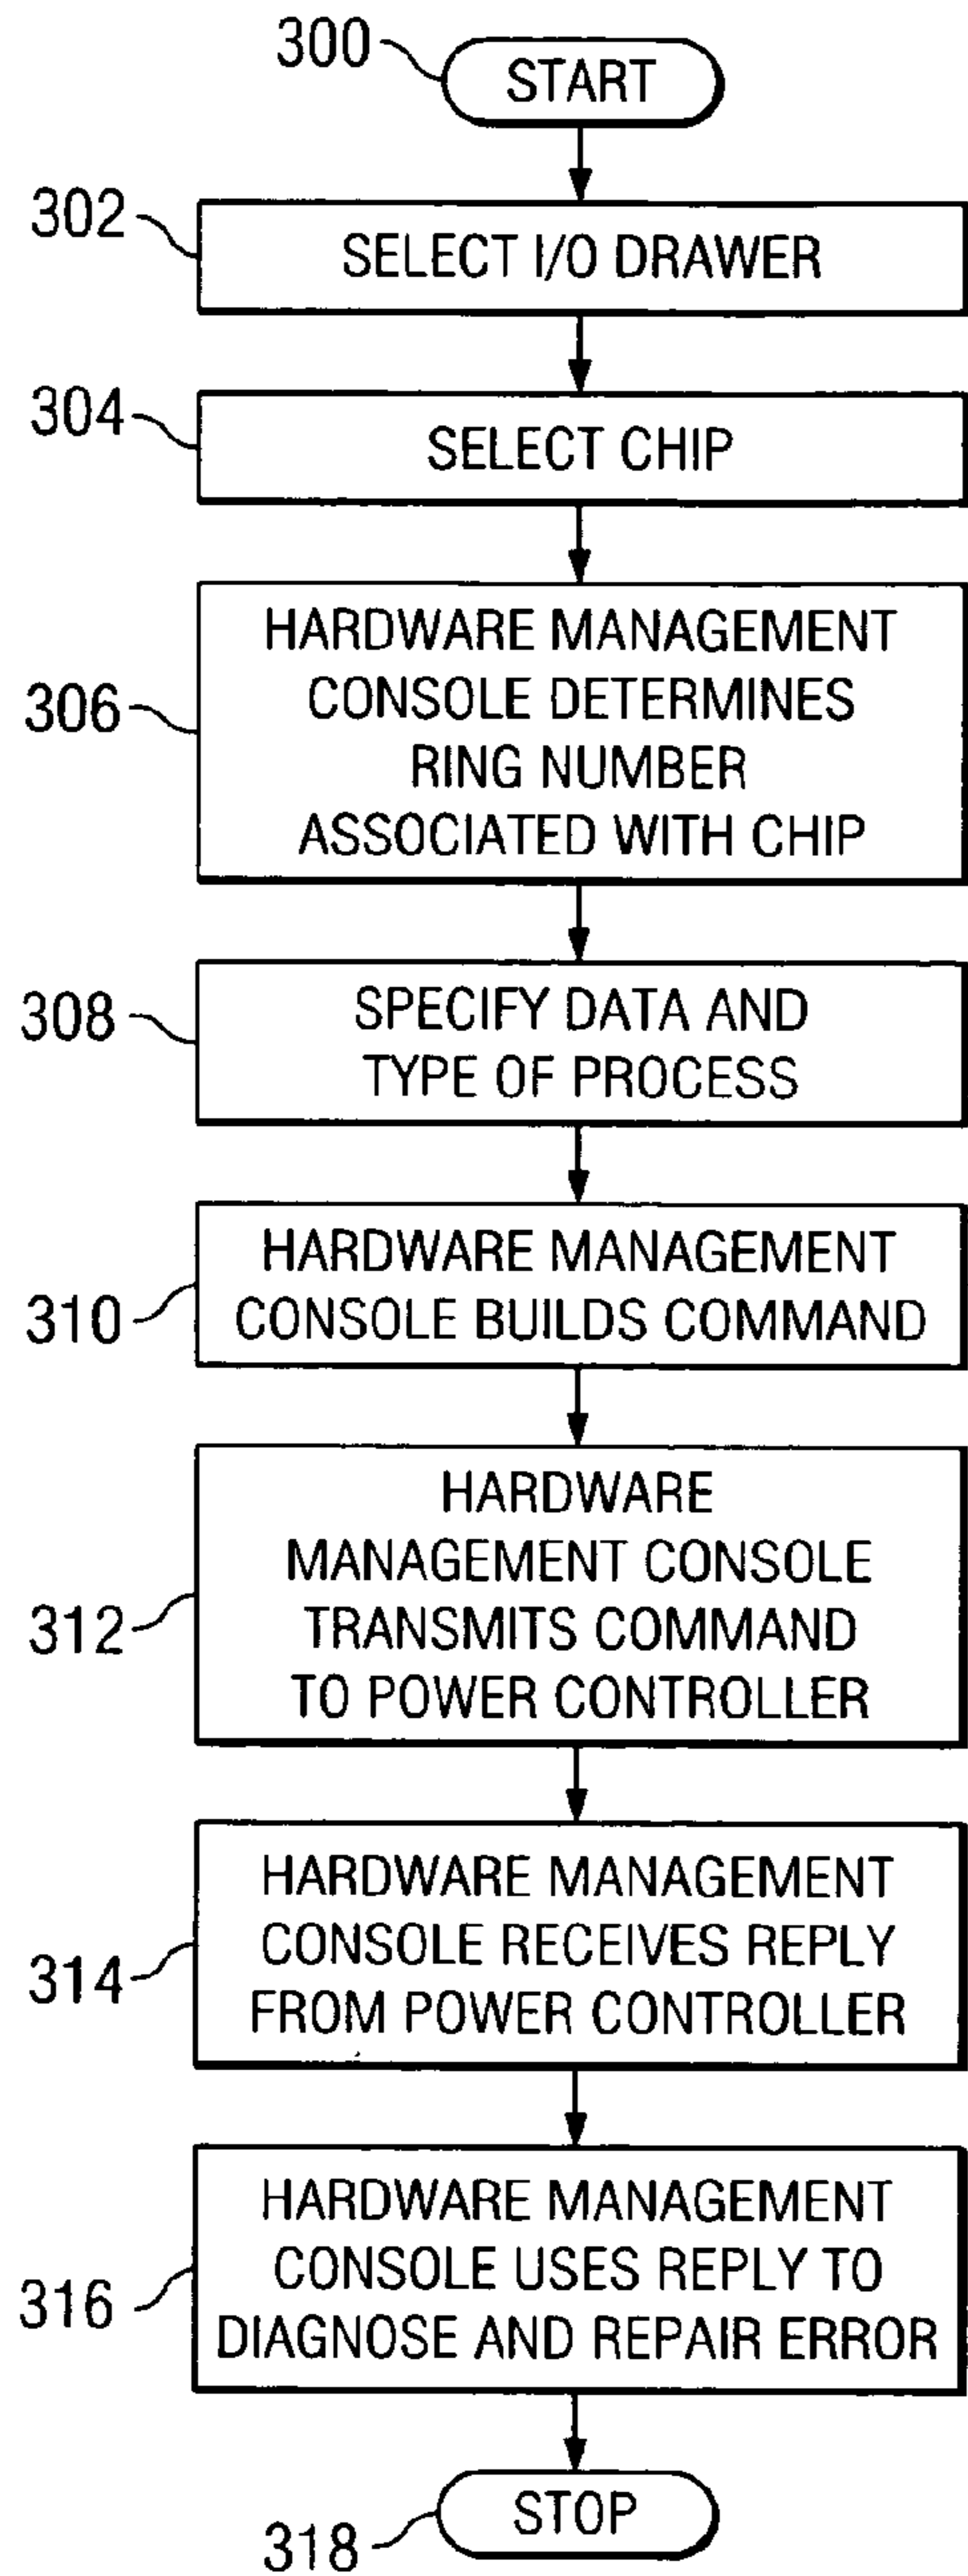 300
START
302
SELECT I/O DRAWER
304
SELECT CHIP
306
HARDWARE MANAGEMENT
CONSOLE DETERMINES
RING NUMBER
ASSOCIATED WITH CHIP
308
SPECIFY DATA AND
TYPE OF PROCESS
310
HARDWARE MANAGEMENT
CONSOLE BUILDS COMMAND
312
HARDWARE
MANAGEMENT CONSOLE
TRANSMITS COMMAND
TO POWER CONTROLLER
314
HARDWARE MANAGEMENT
CONSOLE RECEIVES REPLY
FROM POWER CONTROLLER
316
HARDWARE MANAGEMENT
CONSOLE USES REPLY TO
DIAGNOSE AND REPAIR ERROR
318
STOP